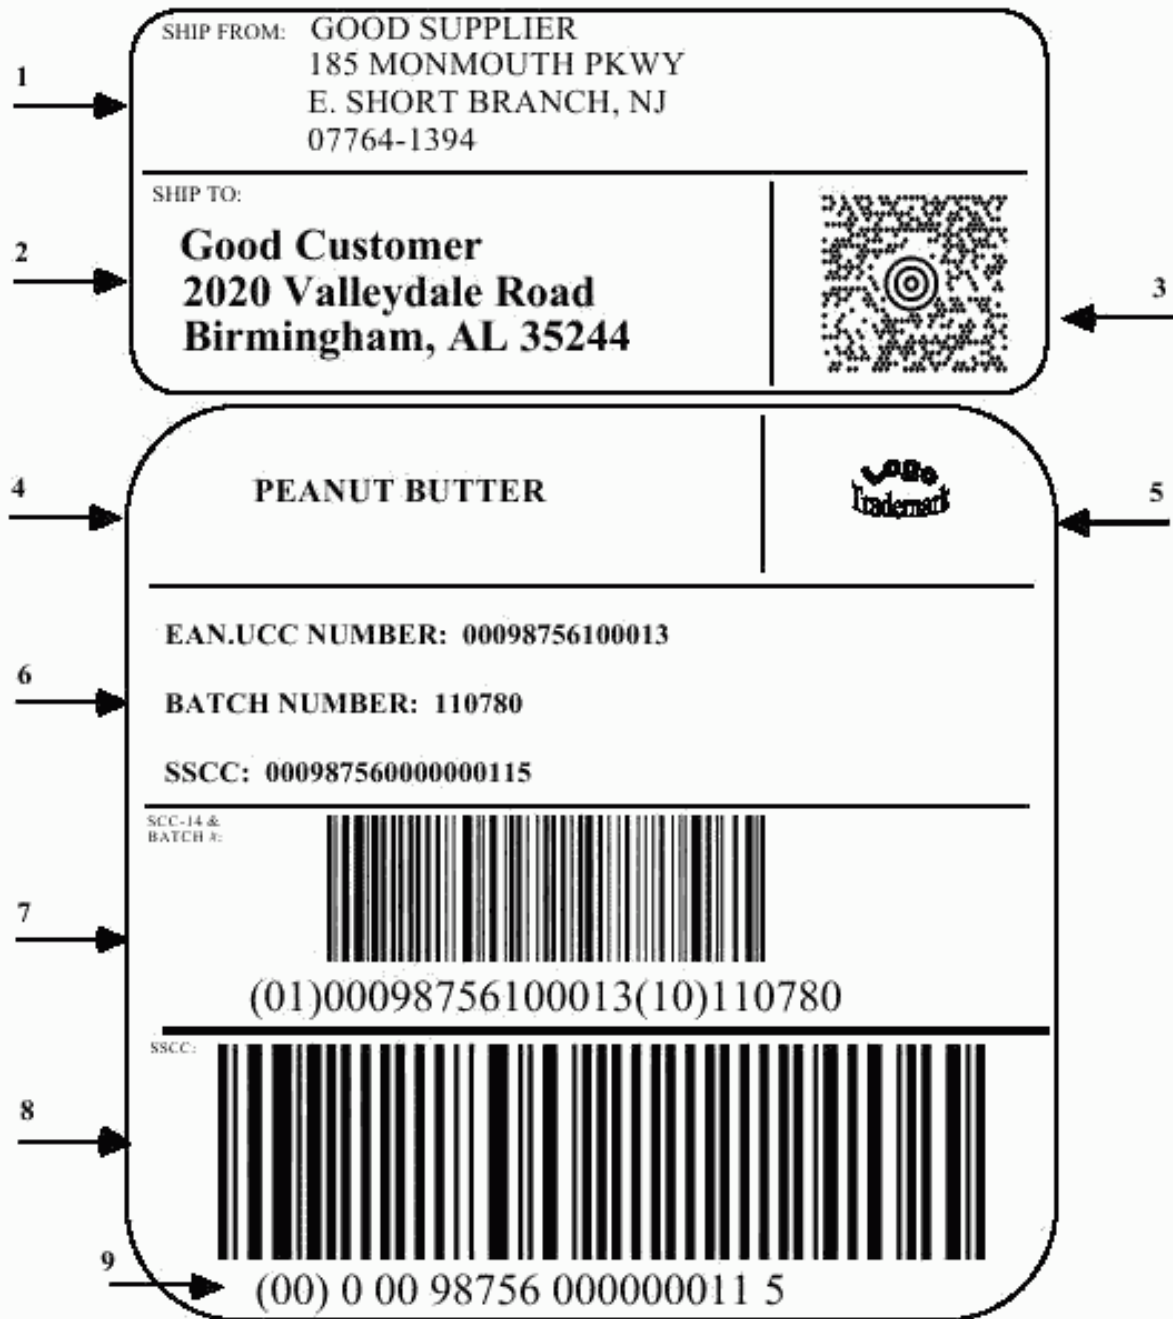 SHIP FROM: GOOD SUPPLIER
185 MONMOUTH PKWY
E. SHORT BRANCH, NJ
07764-1394
1
SHIP TO:
Good Customer
2020 Valleydale Road
Birmingham, AL 35244
2
3
4
PEANUT BUTTER
Logo
Trademark
5
EAN.UCC NUMBER: 00098756100013
6
BATCH NUMBER: 110780
SSCC: 000987560000000115
SCC-14 &
BATCH #:
7
(01)00098756100013(10)110780
SSCC:
8
9
(00) 0 00 98756 000000011 5